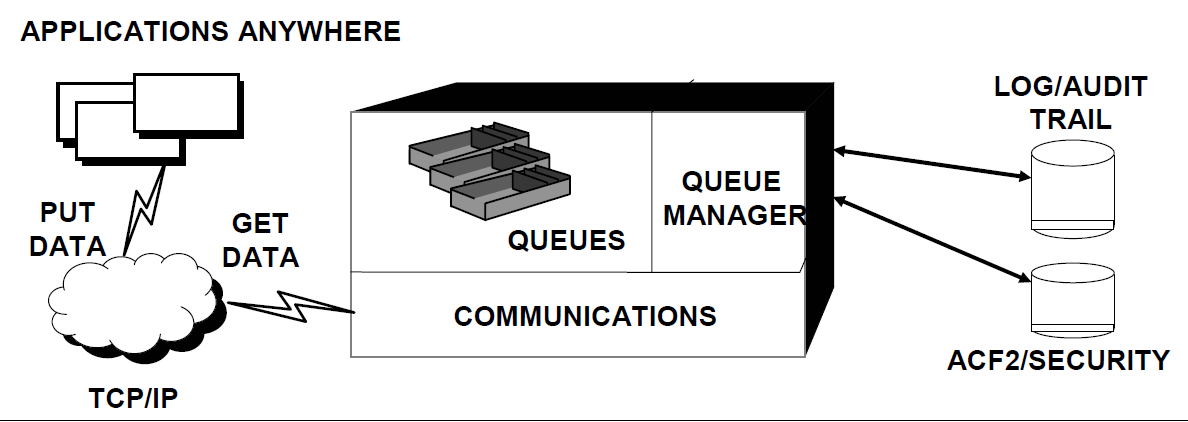 APPLICATIONS ANYWHERE
PUT
DATA
GET
DATA
TCP/IP
QUEUES
QUEUE
MANAGER
COMMUNICATIONS
LOG/AUDIT
TRAIL
ACF2/SECURITY